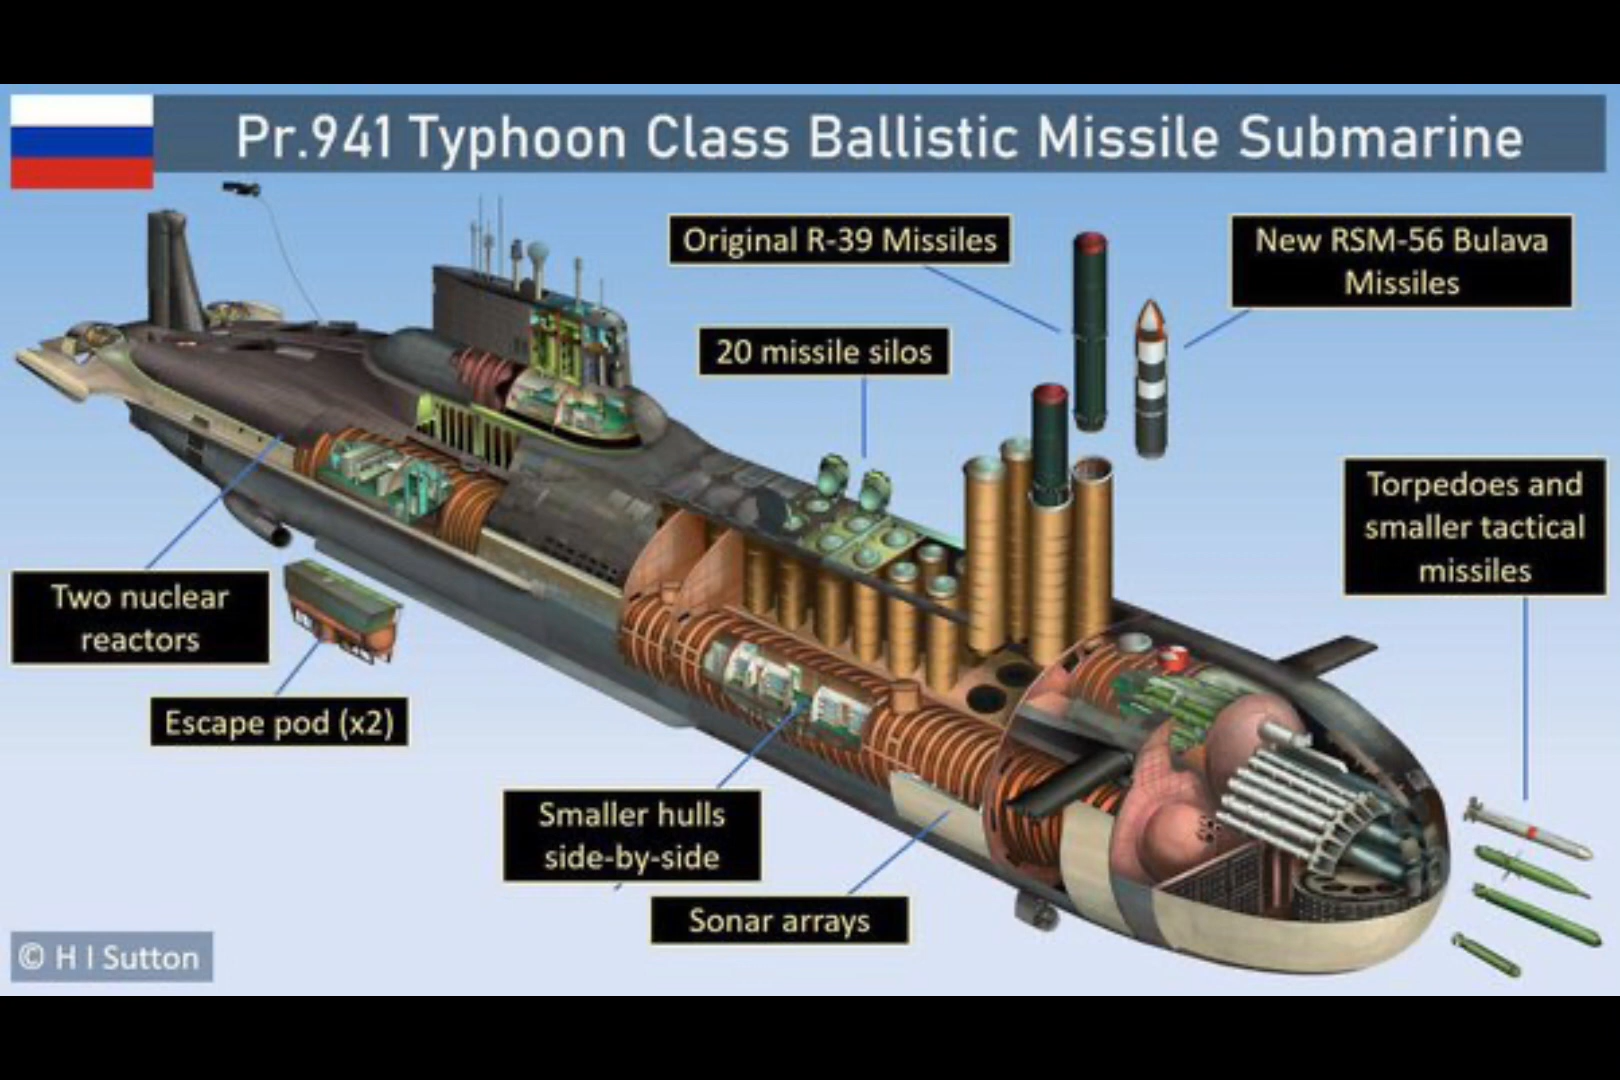 Pr.941 Typhoon Class Ballistic Missile Submarine
Original R-39 Missiles
New RSM-56 Bulava
Missiles
20 missile silos
Torpedoes and
smaller tactical
missiles
Two nuclear
reactors
Escape pod (x2)
Smaller hulls
side-by-side
Sonar arrays
© H I Sutton